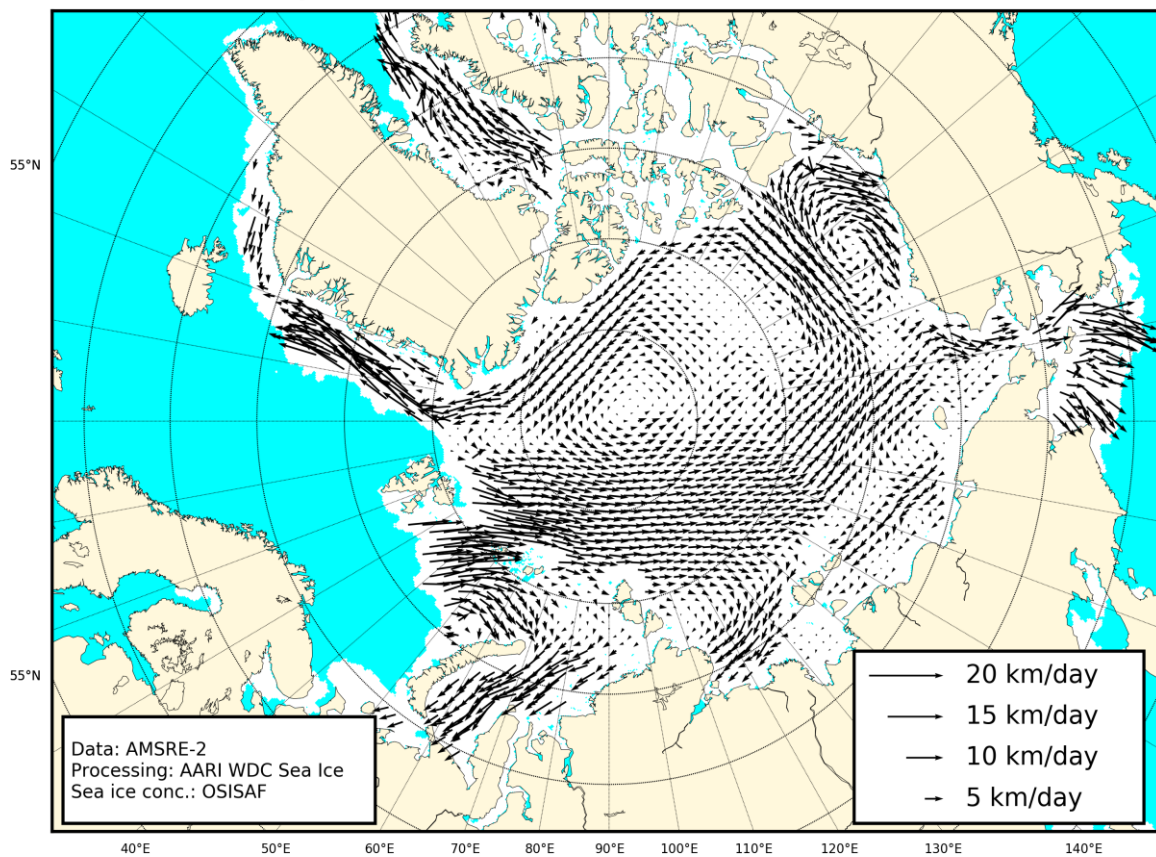 55°N
55°N
Data: AMSRE-2
Processing: AARI WDC Sea Ice
Sea ice conc.: OSISAF
20 km/day
15 km/day
10 km/day
5 km/day
40°E 50°E 60°E 70°E 80°E 90°E 100°E 110°E 120°E 130°E 140°E